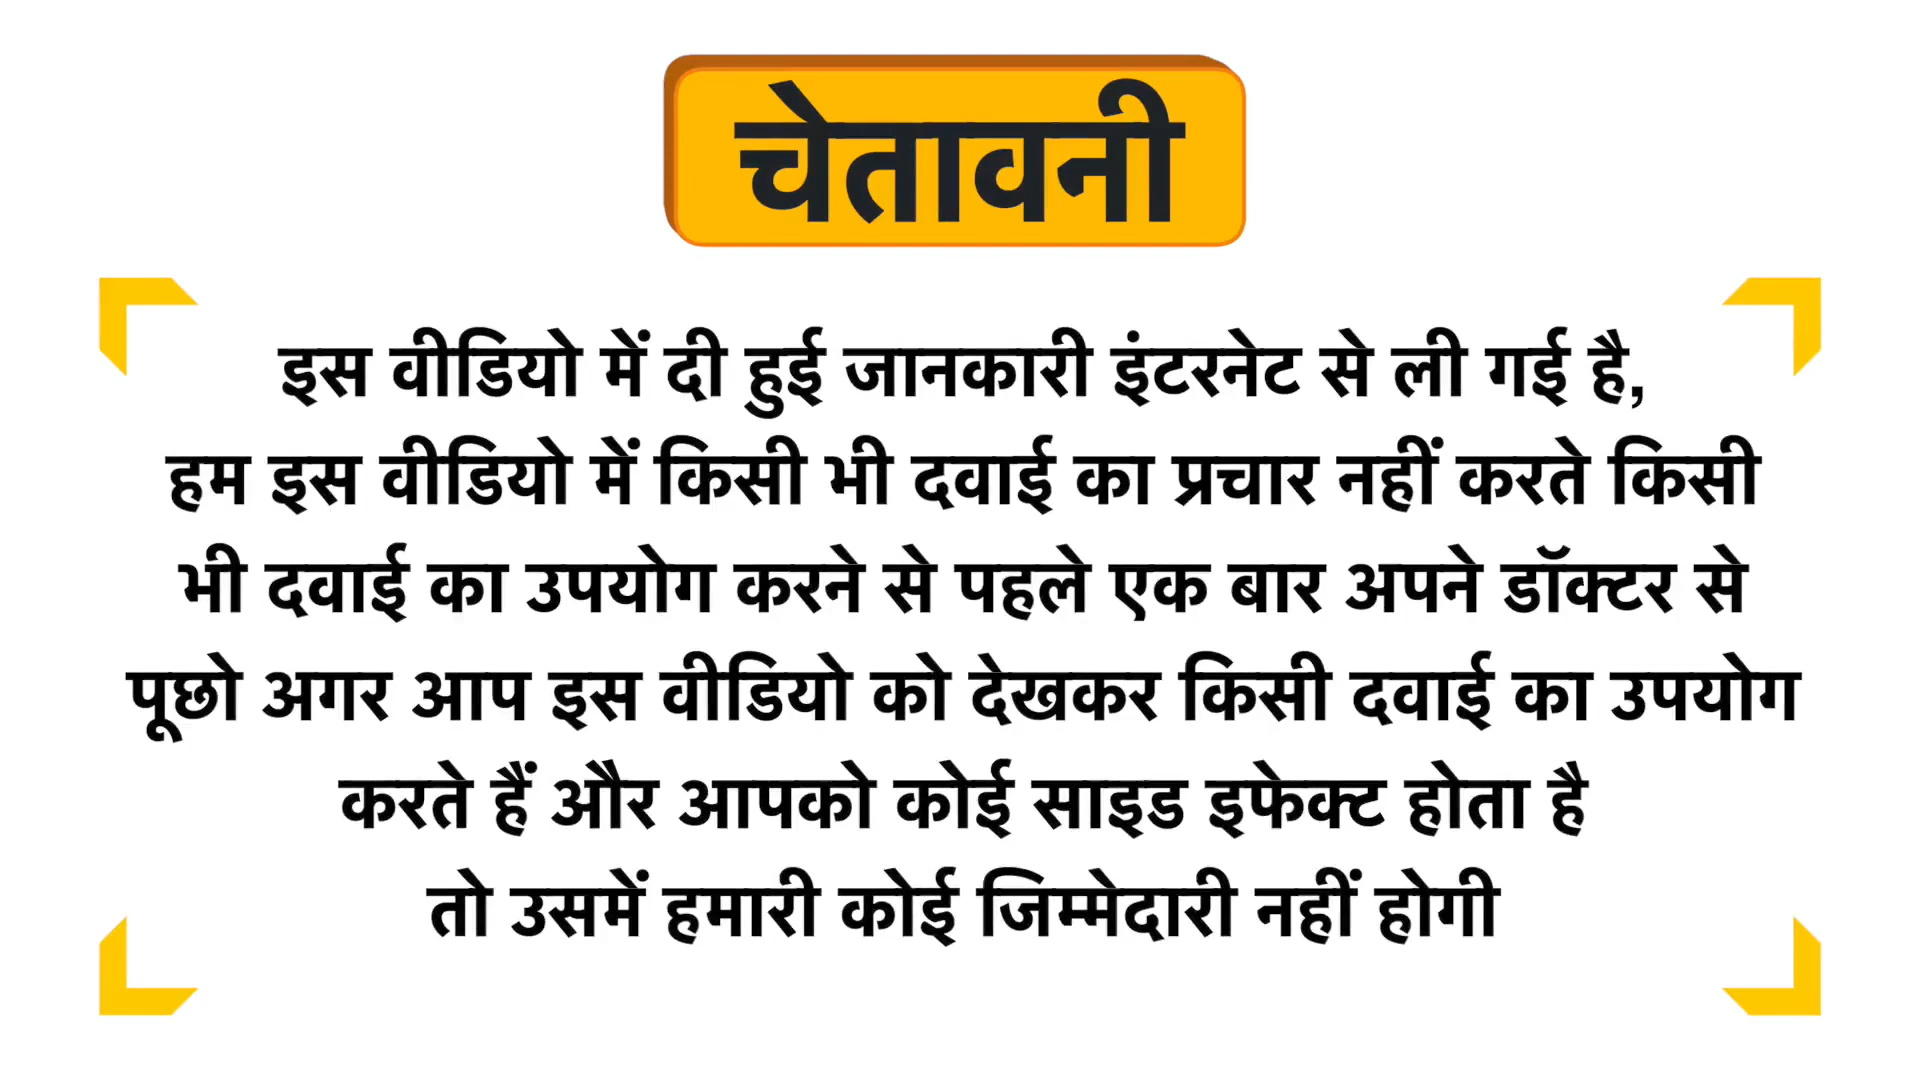 चेतावनी
इस वीडियो में दी हुई जानकारी इंटरनेट से ली गई है,
हम इस वीडियो में किसी भी दवाई का प्रचार नहीं करते किसी
भी दवाई का उपयोग करने से पहले एक बार अपने डॉक्टर से
पूछो अगर आप इस वीडियो को देखकर किसी दवाई का उपयोग
करते हैं और आपको कोई साइड इफेक्ट होता है
तो उसमें हमारी कोई जिम्मेदारी नहीं होगी